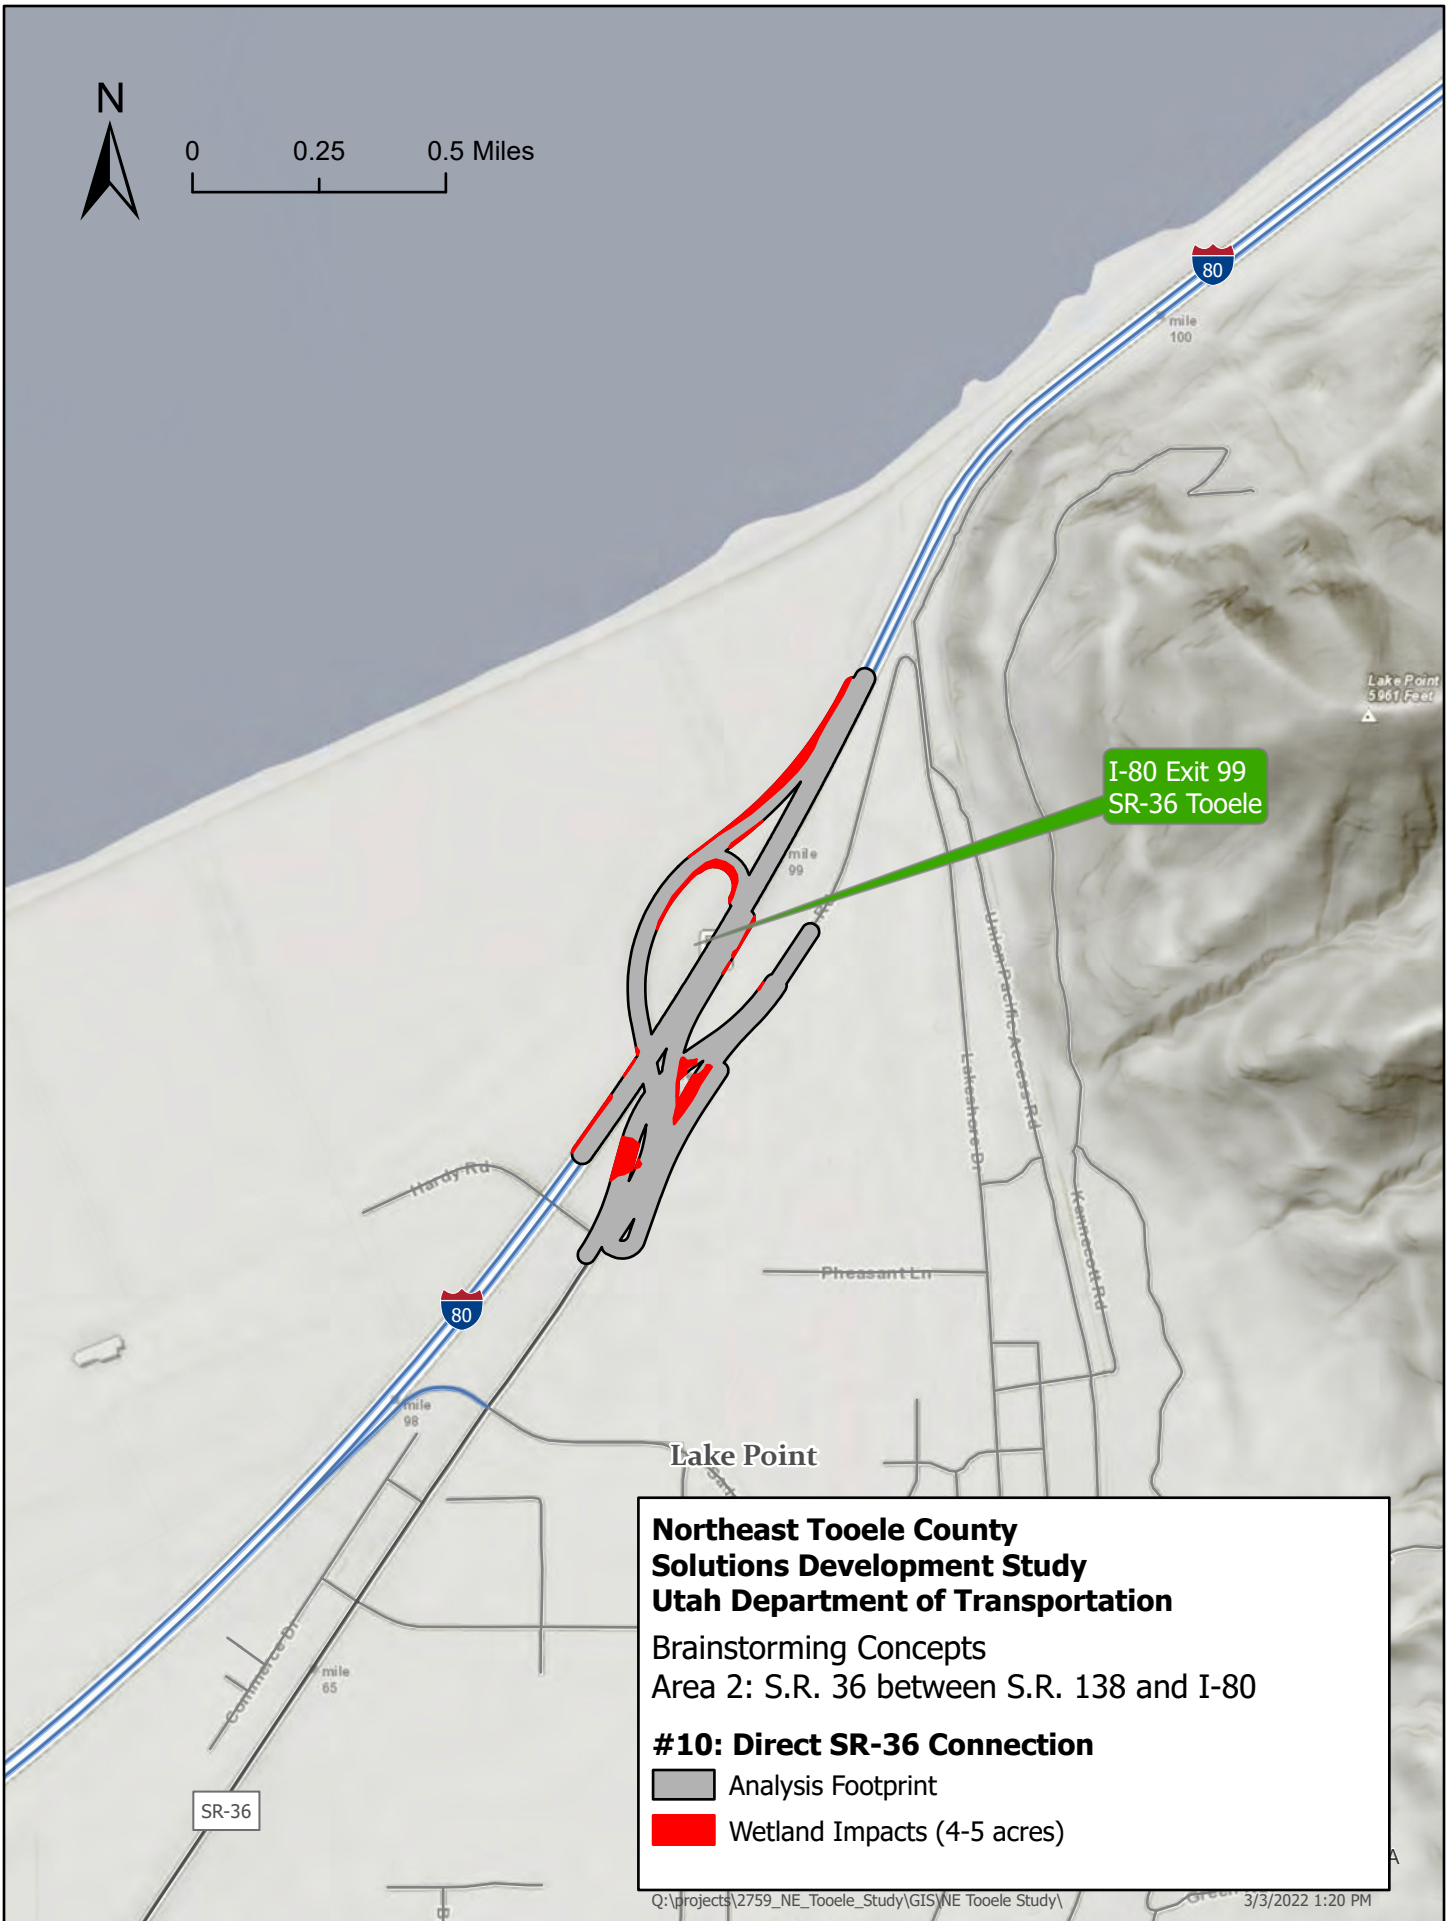 N
0 0.25 0.5 Miles
80
mile
100
Lake Point
5961 Feet
I-80 Exit 99
SR-36 Tooele
mile
99
Union Pacific Access Rd
Lakeshore Dr
Kennecott Rd
Hardy Rd
Pheasant Ln
80
mile
98
Lake Point
Commerce Dr
mile
65
SR-36
Northeast Tooele County
Solutions Development Study
Utah Department of Transportation
Brainstorming Concepts
Area 2: S.R. 36 between S.R. 138 and I-80
#10: Direct SR-36 Connection
Analysis Footprint
Wetland Impacts (4-5 acres)
Q:\projects\2759_NE_Tooele_Study\GIS\NE Tooele Study\
3/3/2022 1:20 PM